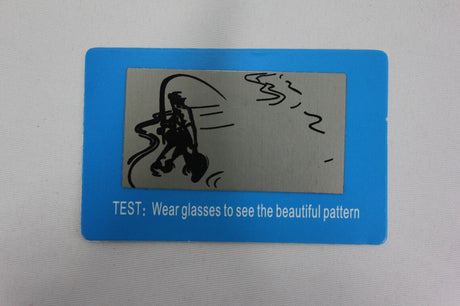 TEST: Wear glasses to see the beautiful pattern